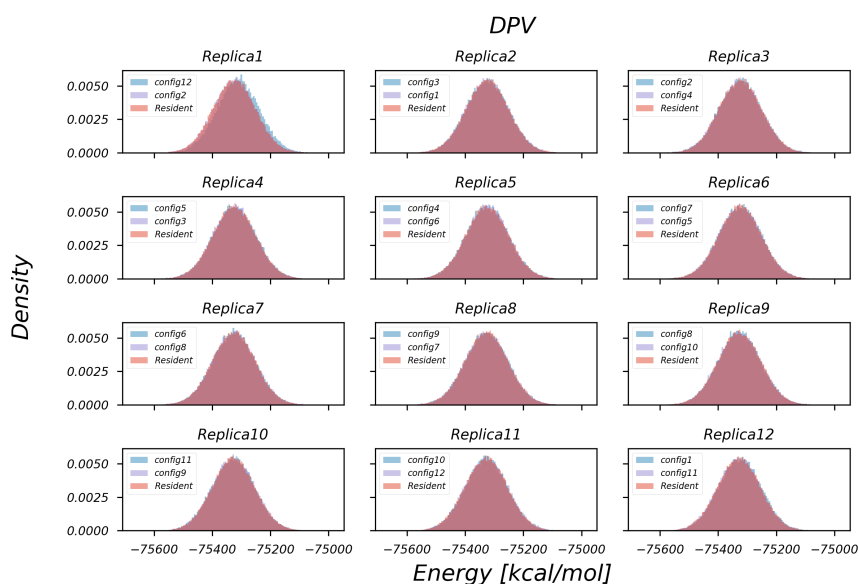 DPV
Replica1
Replica2
Replica3
0.0050
0.0025
0.0000
config12
config2
Resident
config3
config1
Resident
config2
config4
Resident
Replica4
Replica5
Replica6
0.0050
0.0025
0.0000
config5
config3
Resident
config4
config6
Resident
config7
config5
Resident
Density
Replica7
Replica8
Replica9
0.0050
0.0025
0.0000
config6
config8
Resident
config9
config7
Resident
config8
config10
Resident
Replica10
Replica11
Replica12
0.0050
0.0025
0.0000
config11
config9
Resident
config10
config12
Resident
config1
config11
Resident
−75600 −75400 −75200 −75000
−75600 −75400 −75200 −75000
−75600 −75400 −75200 −75000
Energy [kcal/mol]